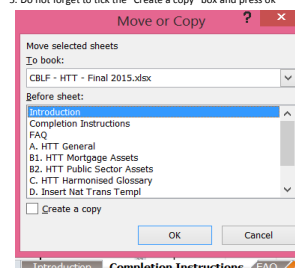 5. Do not forget to tick the "Create a copy" box and press ok
Move or Copy ? ×
Move selected sheets
To book:
CBLF - HTT - Final 2015.xlsx
Before sheet:
Introduction
Completion Instructions
FAQ
A. HTT General
B1. HTT Mortgage Assets
B2. HTT Public Sector Assets
C. HTT Harmonised Glossary
D. Insert Nat Trans Templ
Create a copy
OK Cancel
Introduction Completion Instructions FAQ